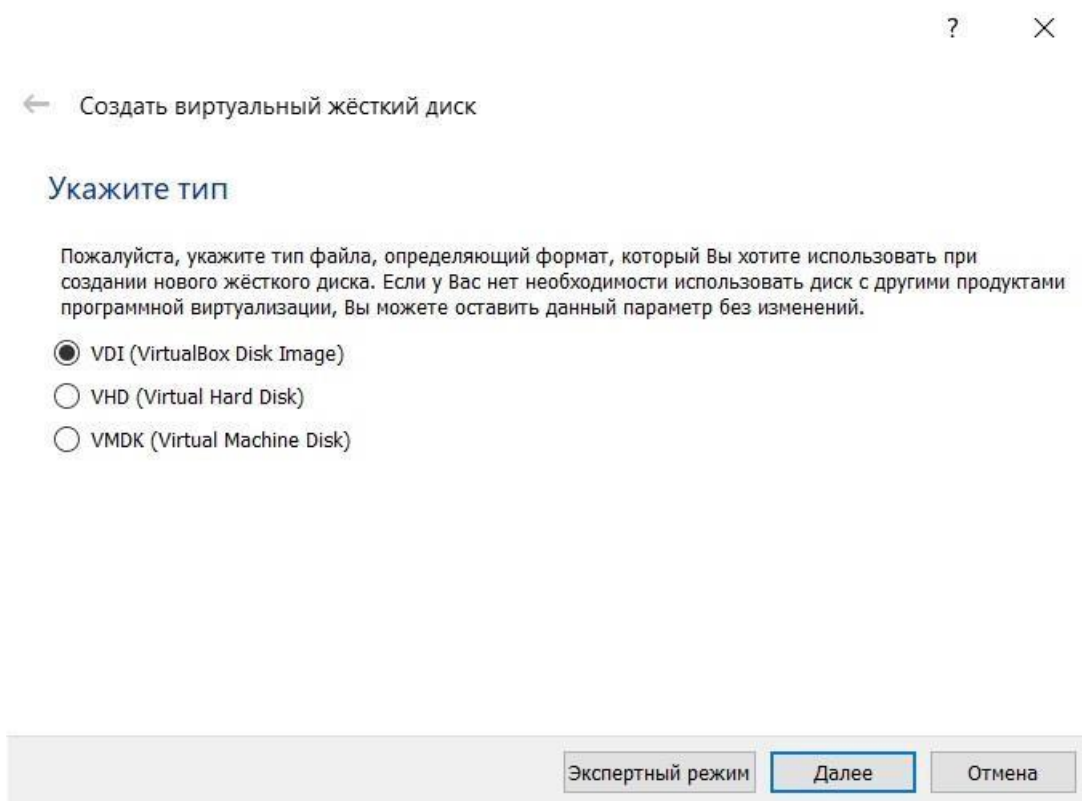 ?
Создать виртуальный жёсткий диск
Укажите тип
Пожалуйста, укажите тип файла, определяющий формат, который Вы хотите использовать при
создании нового жёсткого диска. Если у Вас нет необходимости использовать диск с другими продуктами
программной виртуализации, Вы можете оставить данный параметр без изменений.
VDI (VirtualBox Disk Image)
VHD (Virtual Hard Disk)
VMDK (Virtual Machine Disk)
Экспертный режим Далее Отмена